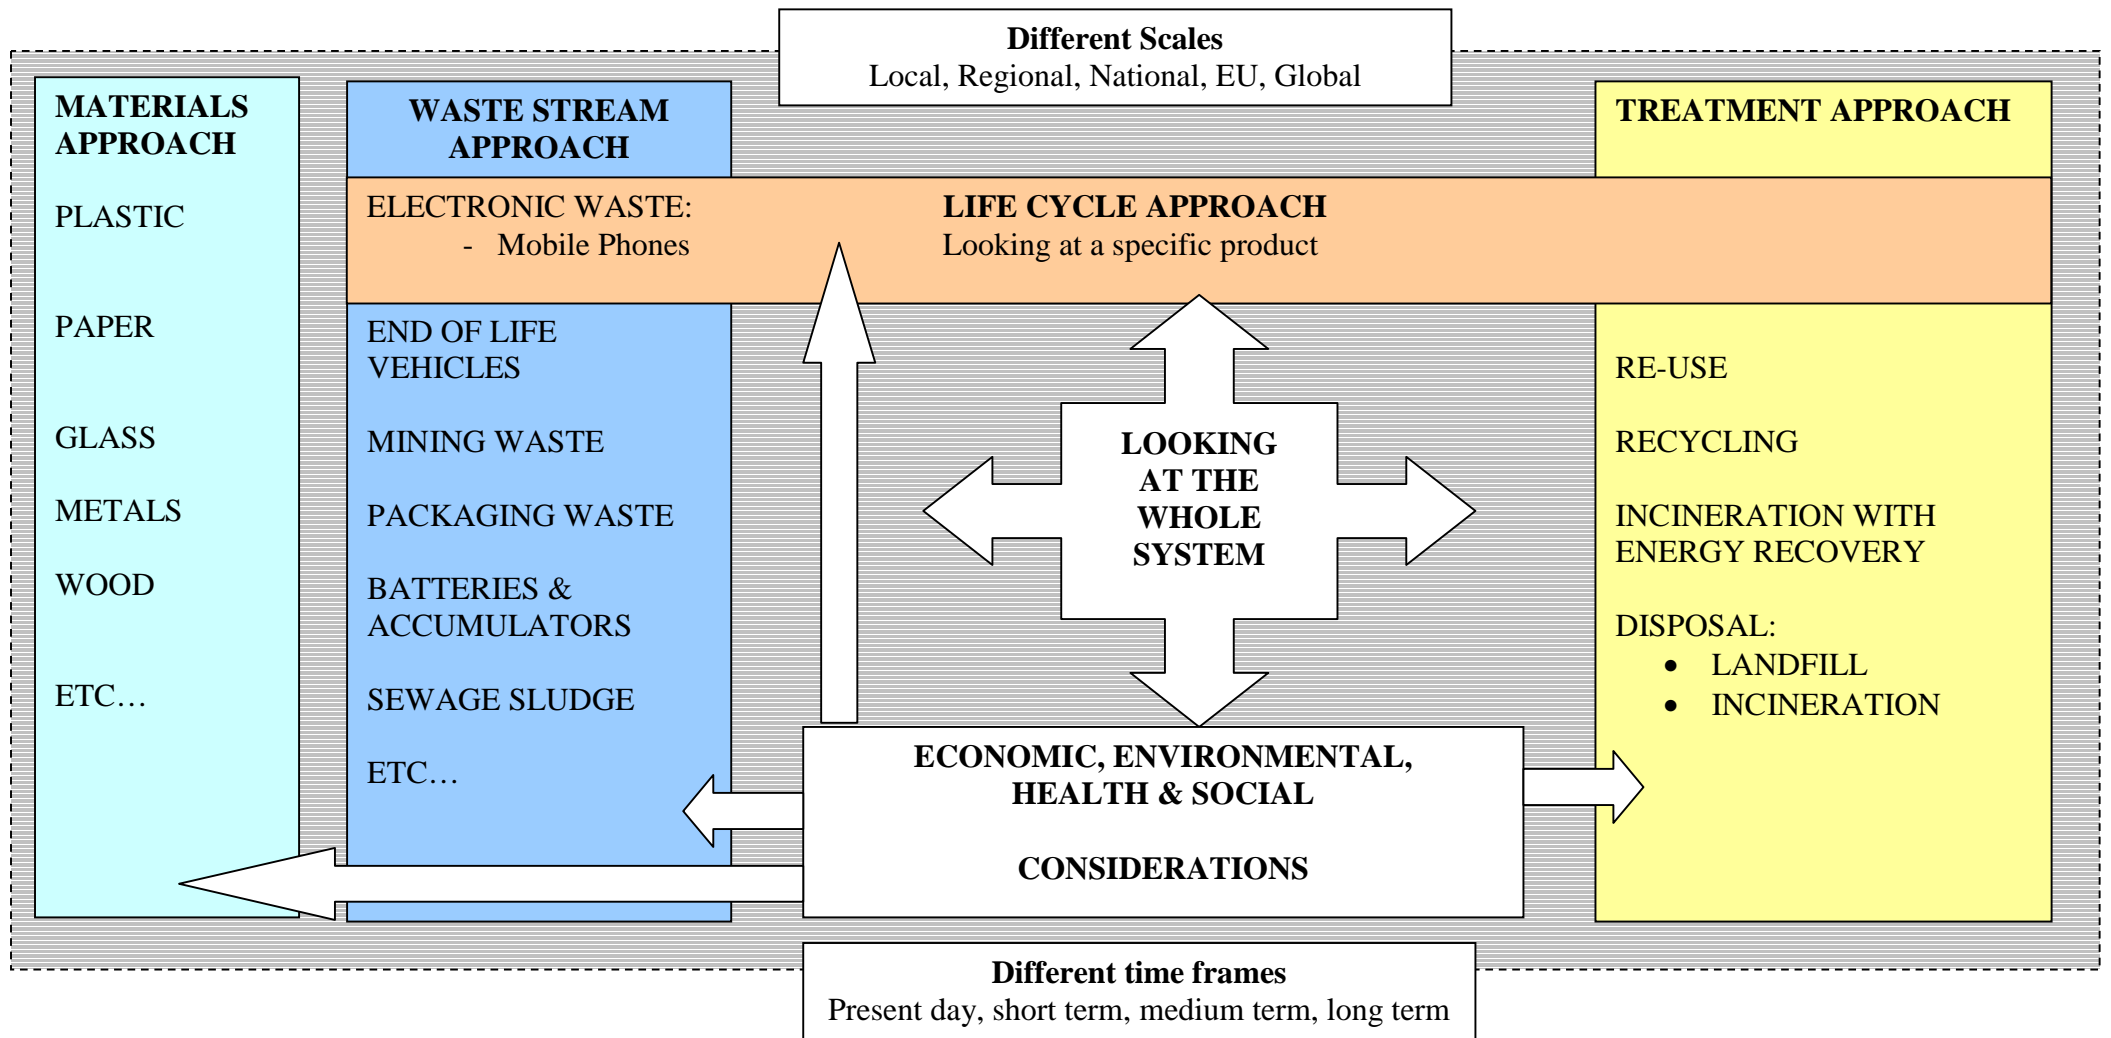 Different Scales
Local, Regional, National, EU, Global
MATERIALS
APPROACH
PLASTIC
PAPER
GLASS
METALS
WOOD
ETC…
WASTE STREAM
APPROACH
ELECTRONIC WASTE:
- Mobile Phones
END OF LIFE
VEHICLES
MINING WASTE
PACKAGING WASTE
BATTERIES &
ACCUMULATORS
SEWAGE SLUDGE
ETC…
LIFE CYCLE APPROACH
Looking at a specific product
LOOKING
AT THE
WHOLE
SYSTEM
ECONOMIC, ENVIRONMENTAL,
HEALTH & SOCIAL
CONSIDERATIONS
TREATMENT APPROACH
RE-USE
RECYCLING
INCINERATION WITH
ENERGY RECOVERY
DISPOSAL:
• LANDFILL
• INCINERATION
Different time frames
Present day, short term, medium term, long term